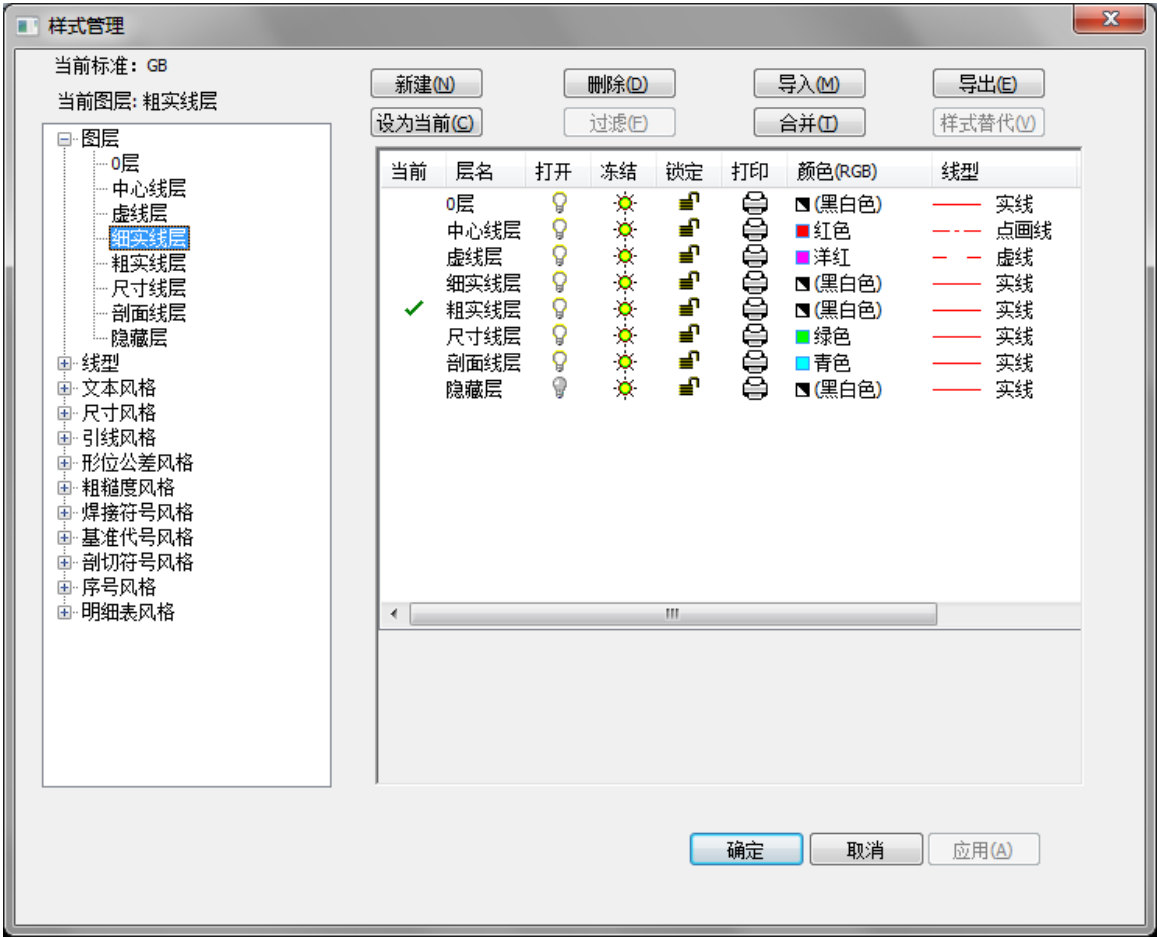 样式管理
当前标准：GB
当前图层:粗实线层
新建(N) 删除(D) 导入(M) 导出(E)
设为当前(C) 过滤(F) 合并(T) 样式替代(V)
图层
0层
中心线层
虚线层
细实线层
粗实线层
尺寸线层
剖面线层
隐藏层
线型
文本风格
尺寸风格
引线风格
形位公差风格
粗糙度风格
焊接符号风格
基准代号风格
剖切符号风格
序号风格
明细表风格
当前 层名 打开 冻结 锁定 打印 颜色(RGB) 线型
0层 (黑白色) 实线
中心线层 红色 点画线
虚线层 洋红 虚线
细实线层 (黑白色) 实线
粗实线层 (黑白色) 实线
尺寸线层 绿色 实线
剖面线层 青色 实线
隐藏层 (黑白色) 实线
确定 取消 应用(A)